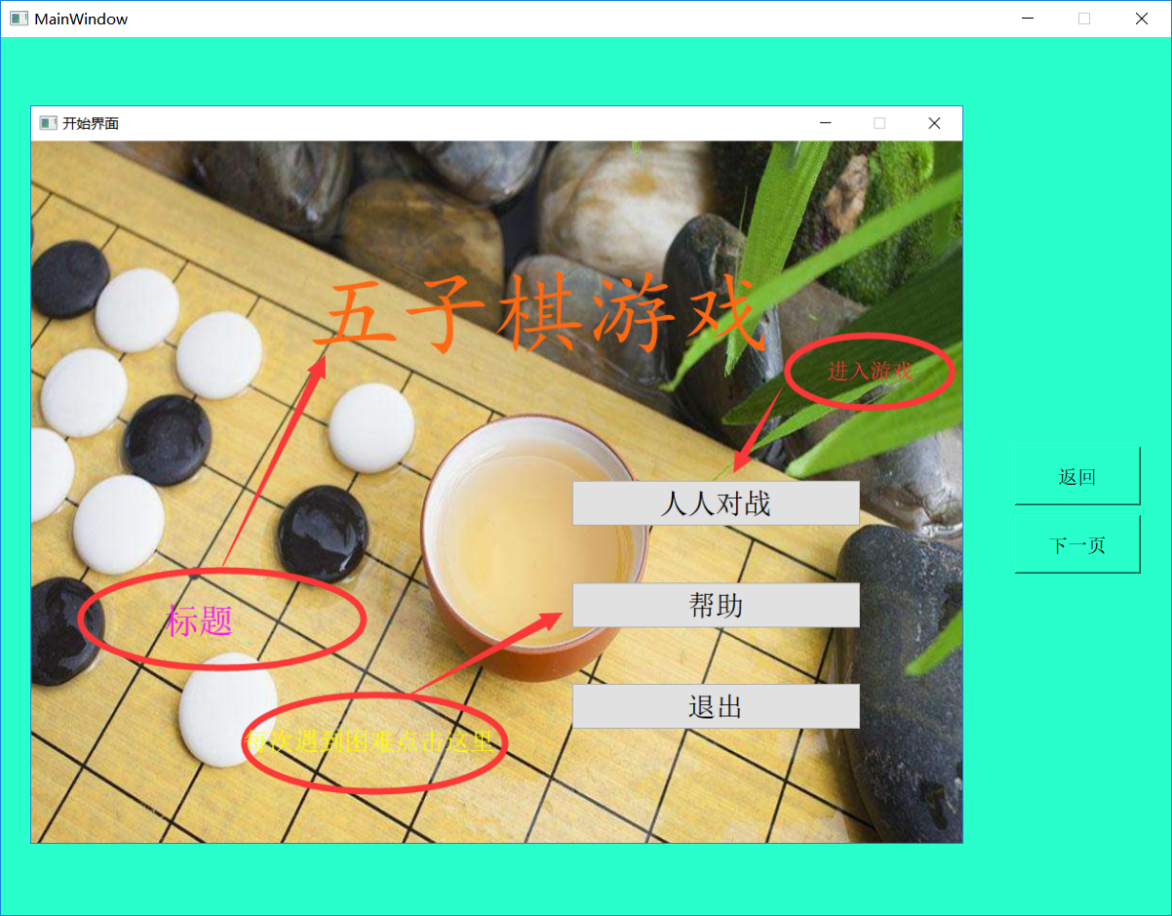 MainWindow
开始界面
五子棋游戏
进入游戏
人人对战
返回
下一页
帮助
标题
退出
每次遇到困难点击这里